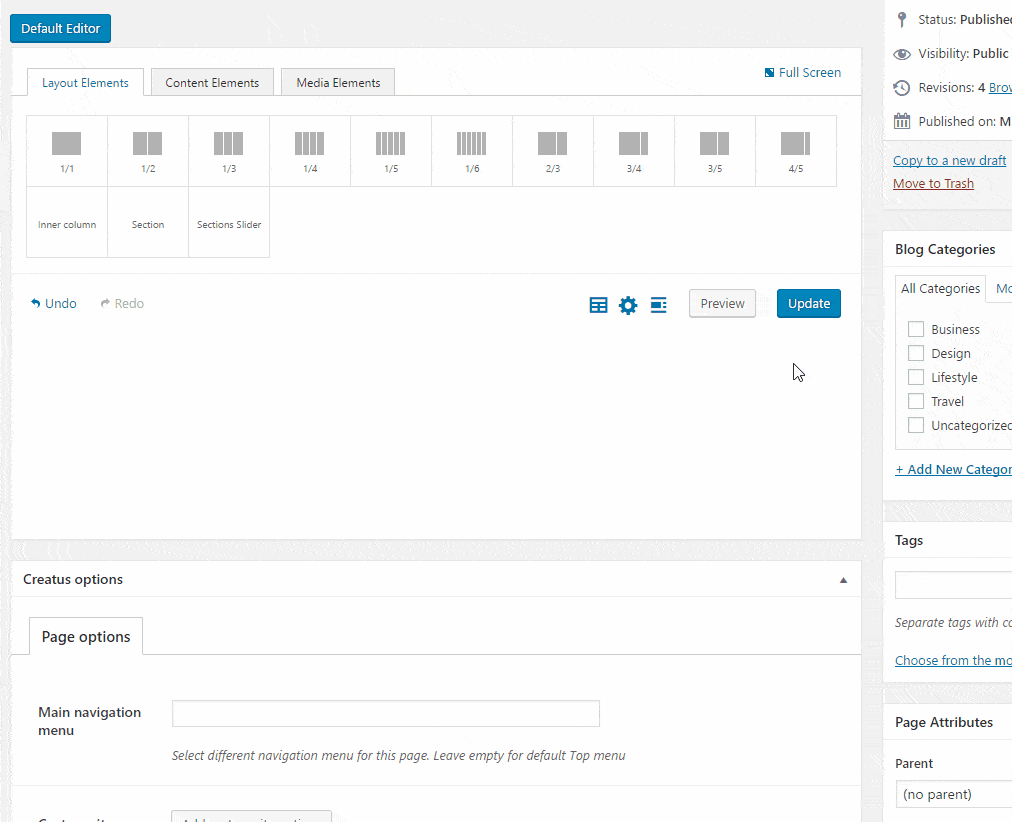 Default Editor
Layout Elements
Content Elements
Media Elements
Full Screen
1/1
1/2
1/3
1/4
1/5
1/6
2/3
3/4
3/5
4/5
Inner column
Section
Sections Slider
Undo
Redo
Preview
Update
Creatus options
Page options
Main navigation
menu
Select different navigation menu for this page. Leave empty for default Top menu
Status: Published
Visibility: Public
Revisions: 4 Brow
Published on: M
Copy to a new draft
Move to Trash
Blog Categories
All Categories
Mo
Business
Design
Lifestyle
Travel
Uncategorized
+ Add New Categor
Tags
Separate tags with co
Choose from the mo
Page Attributes
Parent
(no parent)